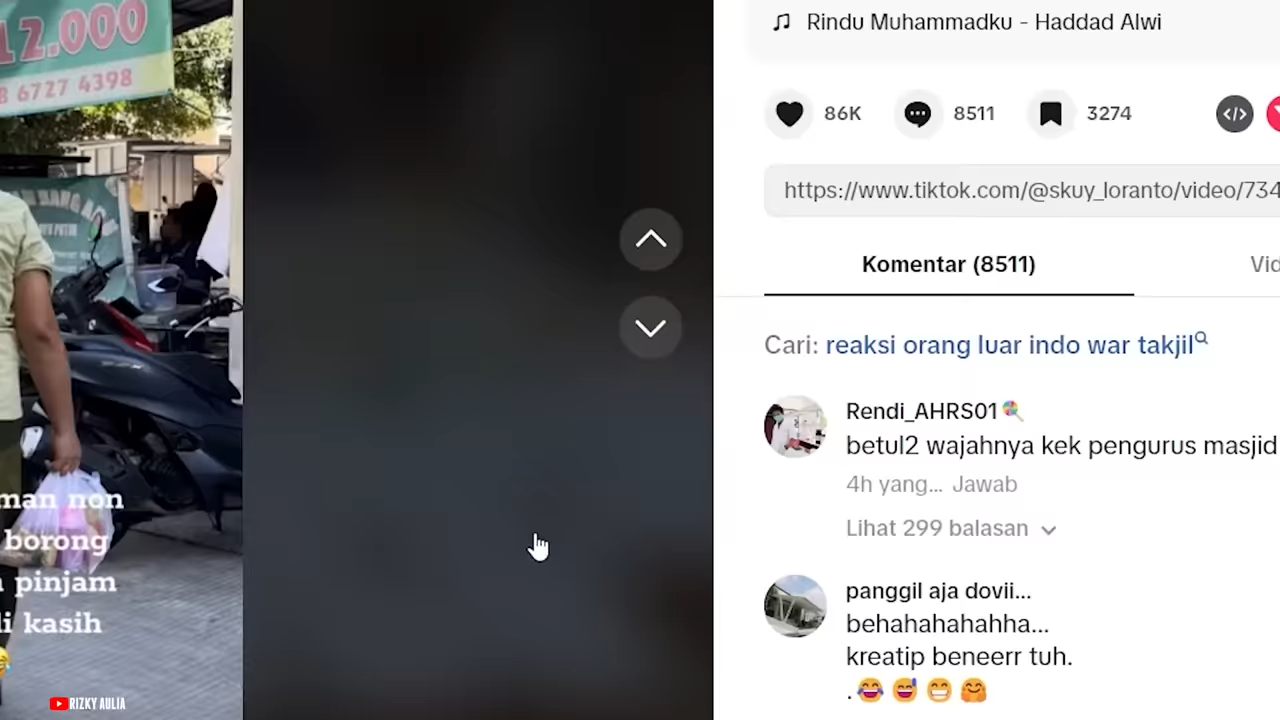 12.000
8 6727 4398
man non
borong
pinjam
di kasih
RIZKY AULIA
Rindu Muhammadku - Haddad Alwi
86K
8511
3274
https://www.tiktok.com/@skuy_loranto/video/734
Komentar (8511)
Vid
Cari: reaksi orang luar indo war takjil
Rendi_AHRS01
betul2 wajahnya kek pengurus masjid
4h yang... Jawab
Lihat 299 balasan
panggil aja dovii...
behahahahahha...
kreatip beneerr tuh.
.😂😅😁🤗